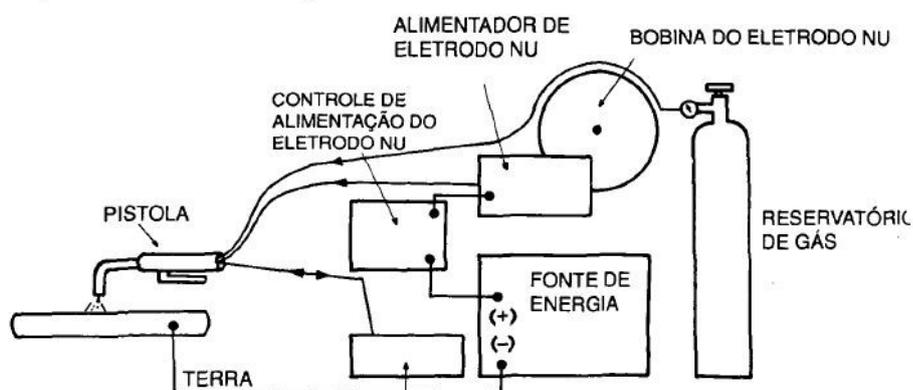 ALIMENTADOR DE
ELETRODO NU
BOBINA DO ELETRODO NU
CONTROLE DE
ALIMENTAÇÃO DO
ELETRODO NU
PISTOLA
RESERVATÓRIO
DE GÁS
FONTE DE
ENERGIA
(+)
(-)
TERRA